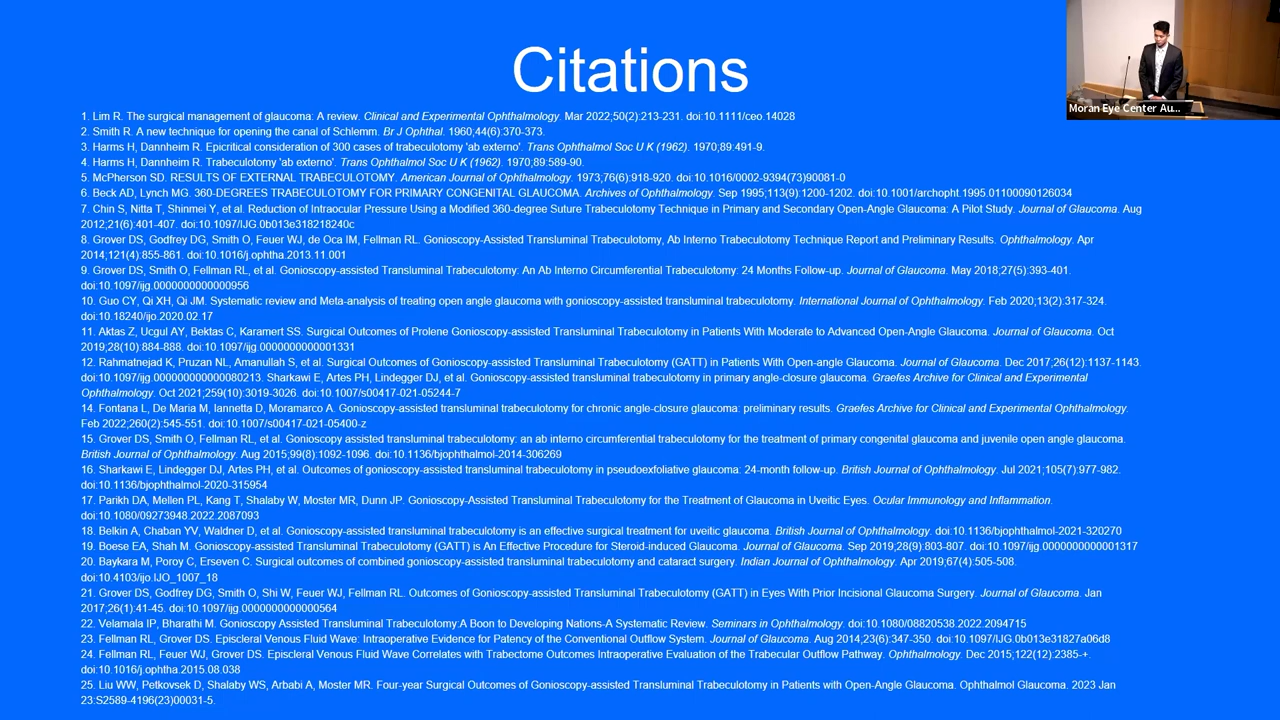 Citations
Moran Eye Center Au...
1. Lim R. The surgical management of glaucoma: A review. Clinical and Experimental Ophthalmology. Mar 2022;50(2):213-231. doi:10.1111/ceo.14028
2. Smith R. A new technique for opening the canal of Schlemm. Br J Ophthal. 1960;44(6):370-373.
3. Harms H, Dannheim R. Epicritical consideration of 300 cases of trabeculotomy 'ab externo'. Trans Ophthalmol Soc U K (1962). 1970;89:491-9.
4. Harms H, Dannheim R. Trabeculotomy 'ab externo'. Trans Ophthalmol Soc U K (1962). 1970;89:589-90.
5. McPherson SD. RESULTS OF EXTERNAL TRABECULOTOMY. American Journal of Ophthalmology. 1973;76(6):918-920. doi:10.1016/0002-9394(73)90081-0
6. Beck AD, Lynch MG. 360-DEGREES TRABECULOTOMY FOR PRIMARY CONGENITAL GLAUCOMA. Archives of Ophthalmology. Sep 1995;113(9):1200-1202. doi:10.1001/archopht.1995.01100090126034
7. Chin S, Nitta T, Shinmei Y, et al. Reduction of Intraocular Pressure Using a Modified 360-degree Suture Trabeculotomy Technique in Primary and Secondary Open-Angle Glaucoma: A Pilot Study. Journal of Glaucoma. Aug
2012;21(6):401-407. doi:10.1097/IJG.0b013e318218240c
8. Grover DS, Godfrey DG, Smith O, Feuer WJ, de Oca IM, Fellman RL. Gonioscopy-Assisted Transluminal Trabeculotomy, Ab Interno Trabeculotomy Technique Report and Preliminary Results. Ophthalmology. Apr
2014;121(4):855-861. doi:10.1016/j.ophtha.2013.11.001
9. Grover DS, Smith O, Fellman RL, et al. Gonioscopy-assisted Transluminal Trabeculotomy: An Ab Interno Circumferential Trabeculotomy: 24 Months Follow-up. Journal of Glaucoma. May 2018;27(5):393-401.
doi:10.1097/ijg.0000000000000956
10. Guo CY, Qi XH, Qi JM. Systematic review and Meta-analysis of treating open angle glaucoma with gonioscopy-assisted transluminal trabeculotomy. International Journal of Ophthalmology. Feb 2020;13(2):317-324.
doi:10.18240/ijo.2020.02.17
11. Aktas Z, Ucgul AY, Bektas C, Karamert SS. Surgical Outcomes of Prolene Gonioscopy-assisted Transluminal Trabeculotomy in Patients With Moderate to Advanced Open-Angle Glaucoma. Journal of Glaucoma. Oct
2019;28(10):884-888. doi:10.1097/ijg.0000000000001331
12. Rahmatnejad K, Pruzan NL, Amanullah S, et al. Surgical Outcomes of Gonioscopy-assisted Transluminal Trabeculotomy (GATT) in Patients With Open-angle Glaucoma. Journal of Glaucoma. Dec 2017;26(12):1137-1143.
doi:10.1097/ijg.000000000000080213. Sharkawi E, Artes PH, Lindegger DJ, et al. Gonioscopy-assisted transluminal trabeculotomy in primary angle-closure glaucoma. Graefes Archive for Clinical and Experimental
Ophthalmology. Oct 2021;259(10):3019-3026. doi:10.1007/s00417-021-05244-7
14. Fontana L, De Maria M, Iannetta D, Moramarco A. Gonioscopy-assisted transluminal trabeculotomy for chronic angle-closure glaucoma: preliminary results. Graefes Archive for Clinical and Experimental Ophthalmology.
Feb 2022;260(2):545-551. doi:10.1007/s00417-021-05400-z
15. Grover DS, Smith O, Fellman RL, et al. Gonioscopy assisted transluminal trabeculotomy: an ab interno circumferential trabeculotomy for the treatment of primary congenital glaucoma and juvenile open angle glaucoma.
British Journal of Ophthalmology. Aug 2015;99(8):1092-1096. doi:10.1136/bjophthalmol-2014-306269
16. Sharkawi E, Lindegger DJ, Artes PH, et al. Outcomes of gonioscopy-assisted transluminal trabeculotomy in pseudoexfoliative glaucoma: 24-month follow-up. British Journal of Ophthalmology. Jul 2021;105(7):977-982.
doi:10.1136/bjophthalmol-2020-315954
17. Parikh DA, Mellen PL, Kang T, Shalaby W, Moster MR, Dunn JP. Gonioscopy-Assisted Transluminal Trabeculotomy for the Treatment of Glaucoma in Uveitic Eyes. Ocular Immunology and Inflammation.
doi:10.1080/09273948.2022.2087093
18. Belkin A, Chaban YV, Waldner D, et al. Gonioscopy-assisted transluminal trabeculotomy is an effective surgical treatment for uveitic glaucoma. British Journal of Ophthalmology. doi:10.1136/bjophthalmol-2021-320270
19. Boese EA, Shah M. Gonioscopy-assisted Transluminal Trabeculotomy (GATT) is An Effective Procedure for Steroid-induced Glaucoma. Journal of Glaucoma. Sep 2019;28(9):803-807. doi:10.1097/ijg.0000000000001317
20. Baykara M, Poroy C, Erseven C. Surgical outcomes of combined gonioscopy-assisted transluminal trabeculotomy and cataract surgery. Indian Journal of Ophthalmology. Apr 2019;67(4):505-508.
doi:10.4103/ijo.IJO_1007_18
21. Grover DS, Godfrey DG, Smith O, Shi W, Feuer WJ, Fellman RL. Outcomes of Gonioscopy-assisted Transluminal Trabeculotomy (GATT) in Eyes With Prior Incisional Glaucoma Surgery. Journal of Glaucoma. Jan
2017;26(1):41-45. doi:10.1097/ijg.0000000000000564
22. Velamala IP, Bharathi M. Gonioscopy Assisted Transluminal Trabeculotomy:A Boon to Developing Nations-A Systematic Review. Seminars in Ophthalmology. doi:10.1080/08820538.2022.2094715
23. Fellman RL, Grover DS. Episcleral Venous Fluid Wave: Intraoperative Evidence for Patency of the Conventional Outflow System. Journal of Glaucoma. Aug 2014;23(6):347-350. doi:10.1097/IJG.0b013e31827a06d8
24. Fellman RL, Feuer WJ, Grover DS. Episcleral Venous Fluid Wave Correlates with Trabectome Outcomes Intraoperative Evaluation of the Trabecular Outflow Pathway. Ophthalmology. Dec 2015;122(12):2385-+.
doi:10.1016/j.ophtha.2015.08.038
25. Liu WW, Petkovsek D, Shalaby WS, Arbabi A, Moster MR. Four-year Surgical Outcomes of Gonioscopy-assisted Transluminal Trabeculotomy in Patients with Open-Angle Glaucoma. Ophthalmol Glaucoma. 2023 Jan
23:S2589-4196(23)00031-5.